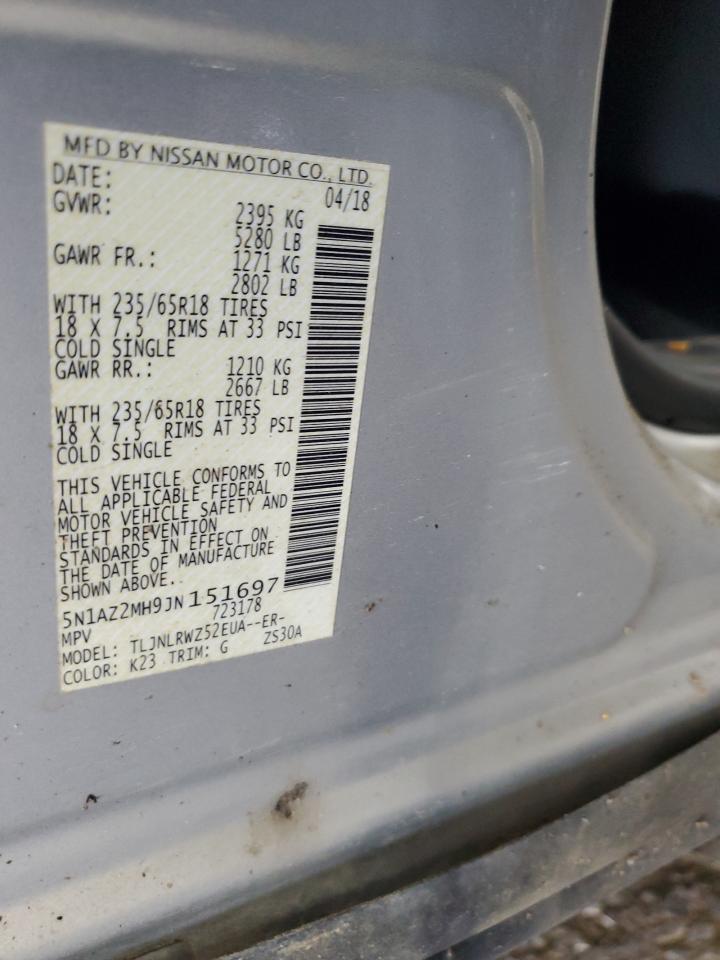 MFD BY NISSAN MOTOR CO., LTD.
DATE: 04/18
GVWR: 2395 KG
5280 LB
GAWR FR.: 1271 KG
2802 LB
WITH 235/65R18 TIRES
18 X 7.5 RIMS AT 33 PSI
COLD SINGLE
GAWR RR.: 1210 KG
2667 LB
WITH 235/65R18 TIRES
18 X 7.5 RIMS AT 33 PSI
COLD SINGLE
THIS VEHICLE CONFORMS TO
ALL APPLICABLE FEDERAL
MOTOR VEHICLE SAFETY AND
THEFT PREVENTION
STANDARDS IN EFFECT ON
THE DATE OF MANUFACTURE
SHOWN ABOVE..
5N1AZ2MH9JN151697
MPV 723178
MODEL: TLJNLRWZ52EUA--ER-
COLOR: K23 TRIM: G ZS30A